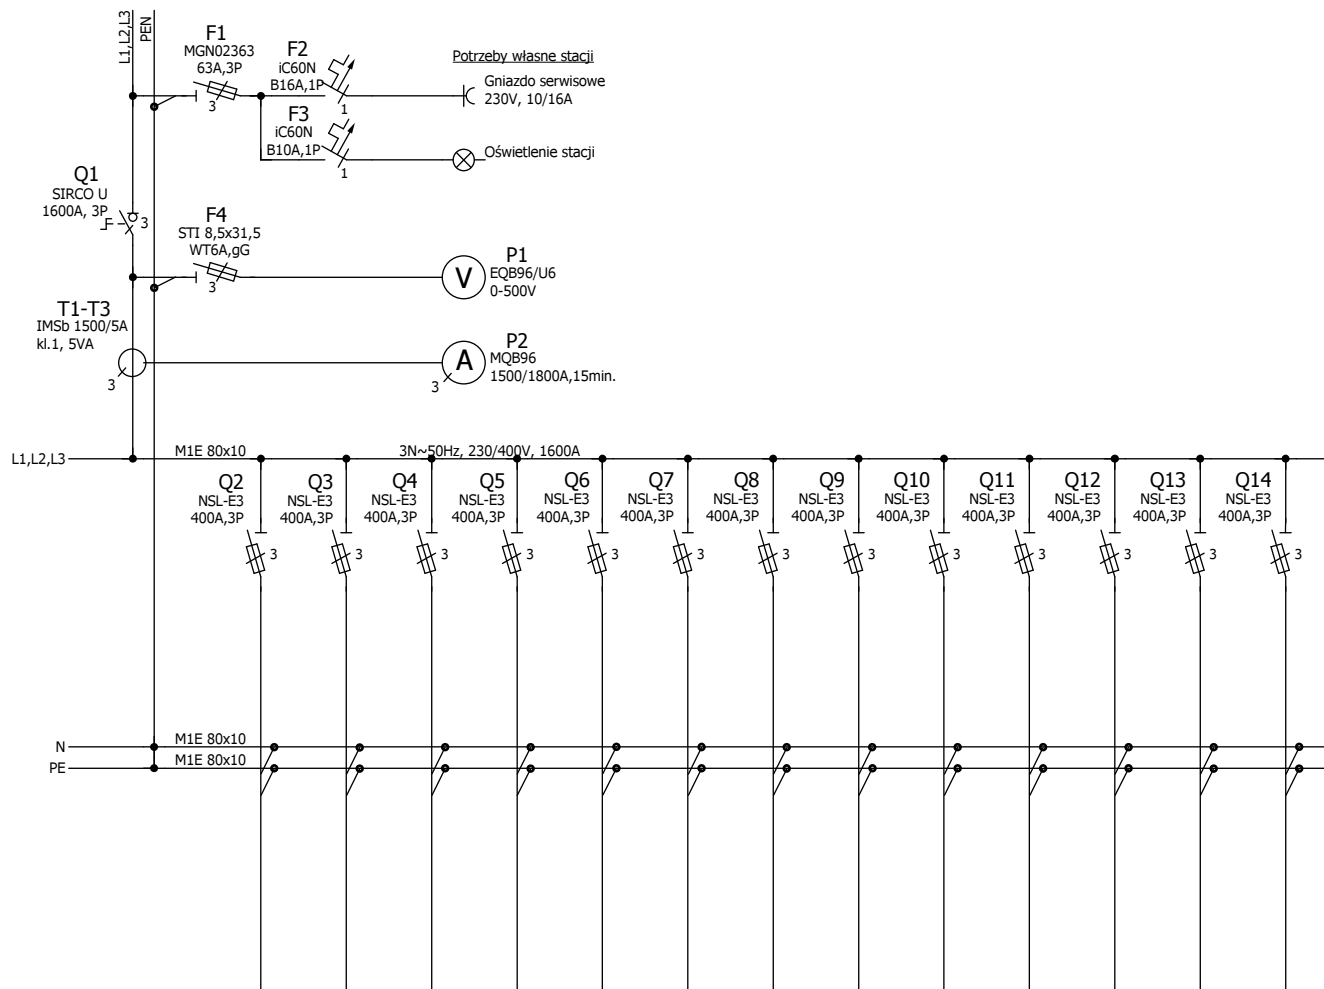 L1,L2,L3
PEN
F1
MGN02363
63A,3P
3
F2
iC60N
B16A,1P
1
Potrzeby własne stacji
Gniazdo serwisowe
230V, 10/16A
F3
iC60N
B10A,1P
1
Oświetlenie stacji
Q1
SIRCO U
1600A, 3P
3
F4
STI 8,5x31,5
WT6A,gG
3
V
P1
EQB96/U6
0-500V
T1-T3
IMSb 1500/5A
kl.1, 5VA
3
A
3
P2
MQB96
1500/1800A,15min.
L1,L2,L3
M1E 80x10
3N~50Hz, 230/400V, 1600A
Q2
NSL-E3
400A,3P
3
Q3
NSL-E3
400A,3P
3
Q4
NSL-E3
400A,3P
3
Q5
NSL-E3
400A,3P
3
Q6
NSL-E3
400A,3P
3
Q7
NSL-E3
400A,3P
3
Q8
NSL-E3
400A,3P
3
Q9
NSL-E3
400A,3P
3
Q10
NSL-E3
400A,3P
3
Q11
NSL-E3
400A,3P
3
Q12
NSL-E3
400A,3P
3
Q13
NSL-E3
400A,3P
3
Q14
NSL-E3
400A,3P
3
N
M1E 80x10
PE
M1E 80x10